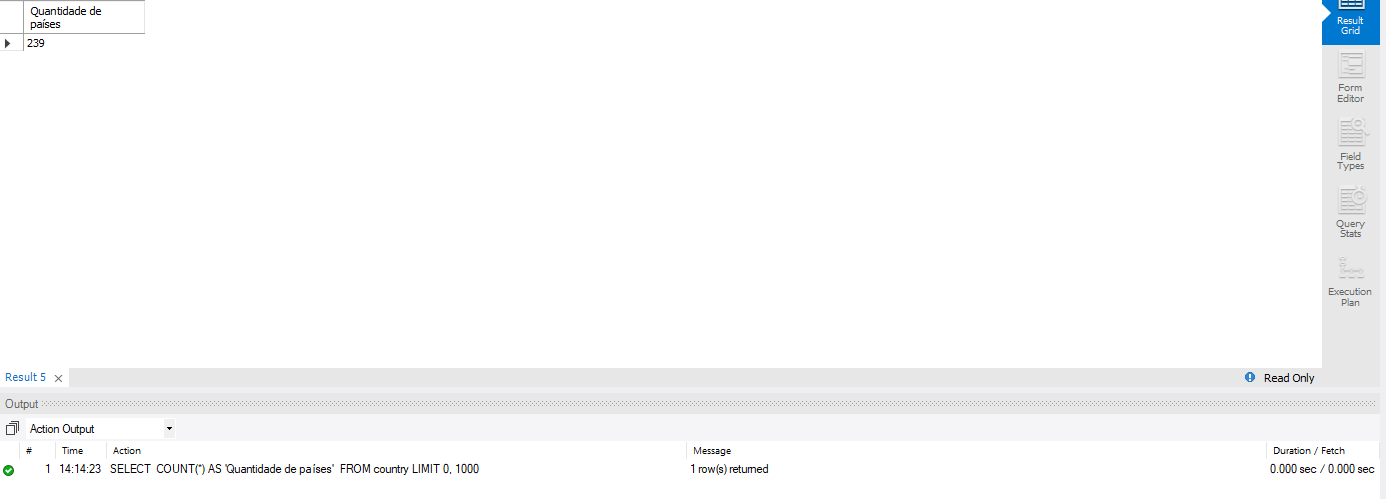 Quantidade de
países
239
Result
Grid
Form
Editor
Field
Types
Query
Stats
Execution
Plan
Result 5
Read Only
Output
Action Output
# Time Action Message Duration / Fetch
1 14:14:23 SELECT COUNT(*) AS 'Quantidade de países' FROM country LIMIT 0, 1000 1 row(s) returned 0.000 sec / 0.000 sec